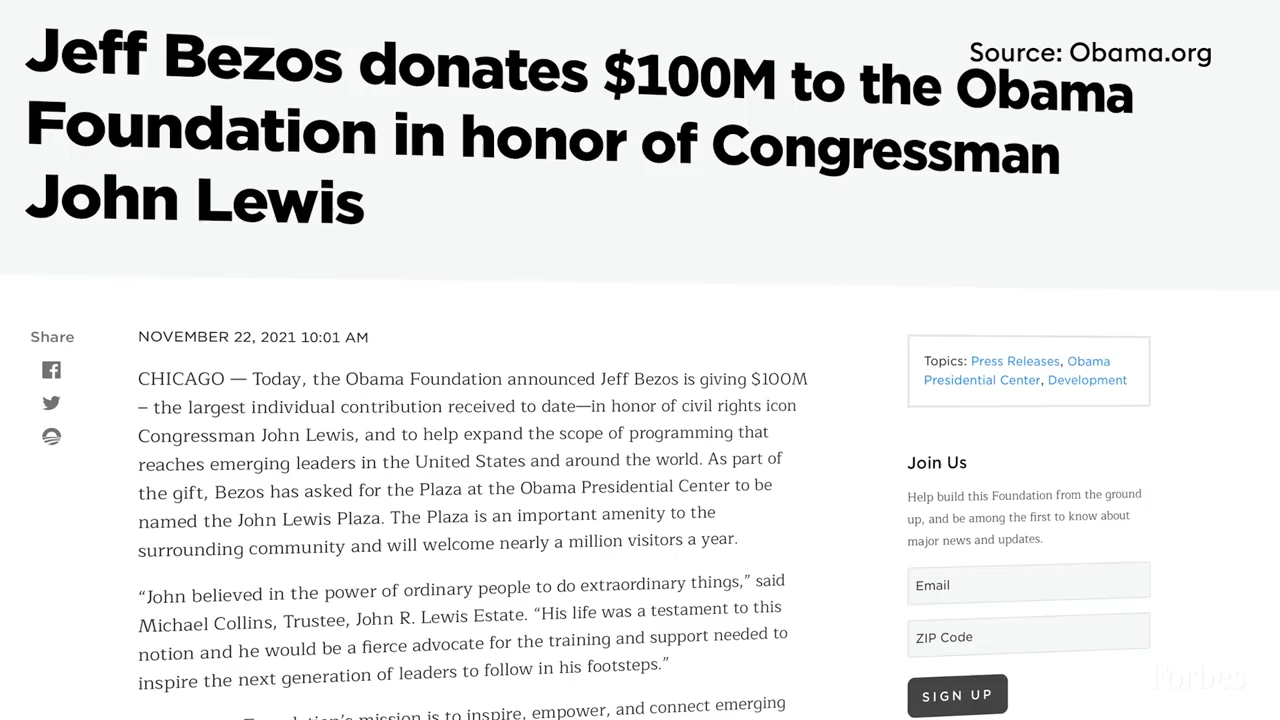 Jeff Bezos donates $100M to the Obama
Foundation in honor of Congressman
John Lewis
Source: Obama.org
Share
NOVEMBER 22, 2021 10:01 AM
CHICAGO — Today, the Obama Foundation announced Jeff Bezos is giving $100M
– the largest individual contribution received to date—in honor of civil rights icon
Congressman John Lewis, and to help expand the scope of programming that
reaches emerging leaders in the United States and around the world. As part of
the gift, Bezos has asked for the Plaza at the Obama Presidential Center to be
named the John Lewis Plaza. The Plaza is an important amenity to the
surrounding community and will welcome nearly a million visitors a year.
“John believed in the power of ordinary people to do extraordinary things,” said
Michael Collins, Trustee, John R. Lewis Estate. “His life was a testament to this
notion and he would be a fierce advocate for the training and support needed to
inspire the next generation of leaders to follow in his footsteps.”
mission is to inspire, empower, and connect emerging
Topics: Press Releases, Obama
Presidential Center, Development
Join Us
Help build this Foundation from the ground
up, and be among the first to know about
major news and updates.
Email
ZIP Code
SIGN UP
Forbes